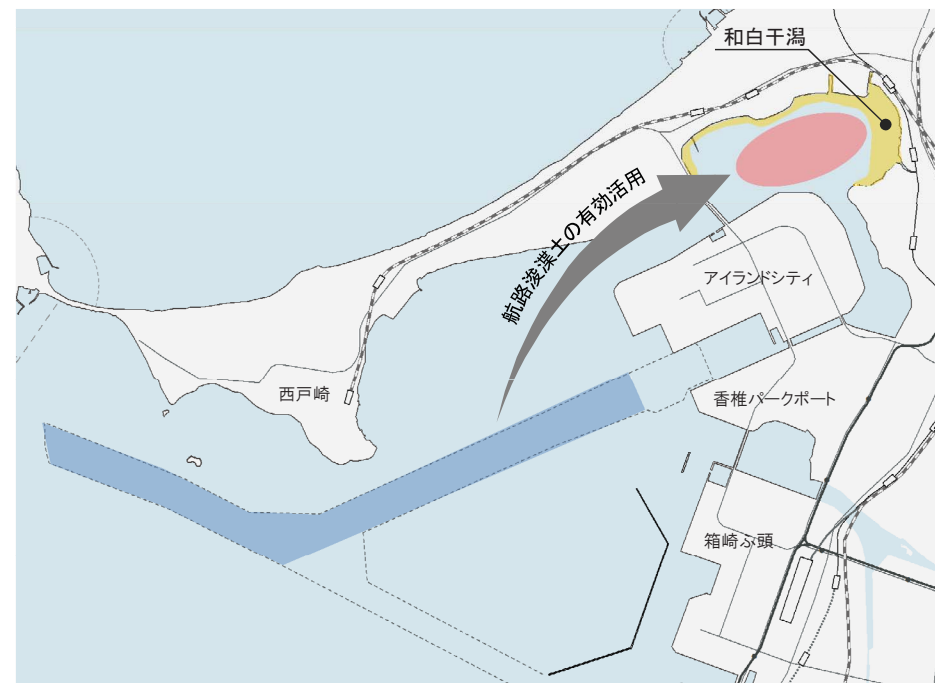 和白干潟
航路浚渫土の有効活用
アイランドシティ
西戸崎
香椎パークポート
箱崎ふ頭